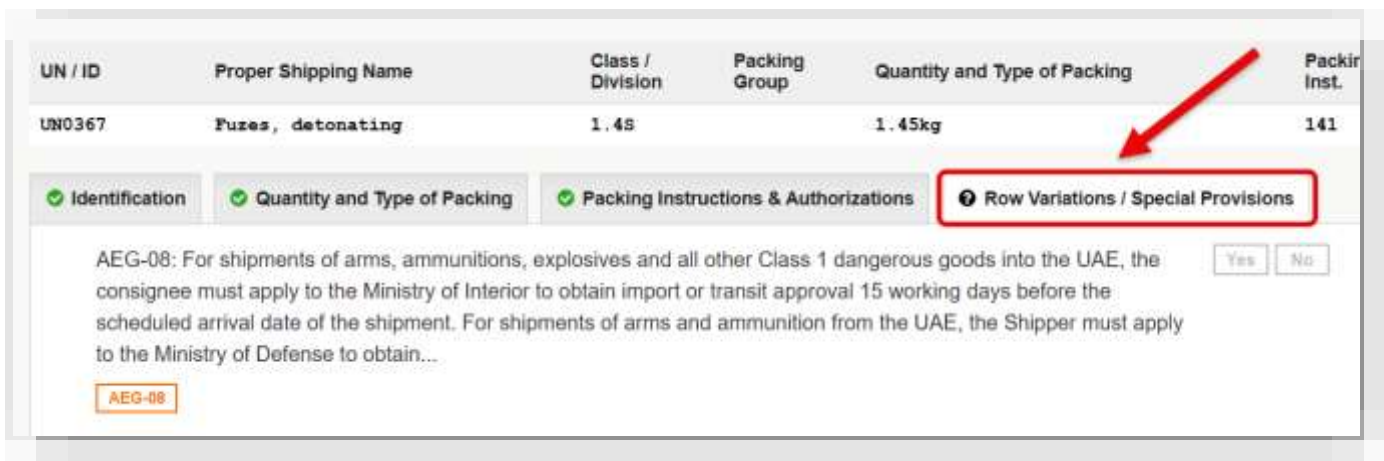 UN / ID Proper Shipping Name Class / Division Packing Group Quantity and Type of Packing Inst.
UN0367 Fuzes, detonating 1.4S 1.45kg 141
Identification Quantity and Type of Packing Packing Instructions & Authorizations Row Variations / Special Provisions
AEG-08: For shipments of arms, ammunitions, explosives and all other Class 1 dangerous goods into the UAE, the Yes No
consignee must apply to the Ministry of Interior to obtain import or transit approval 15 working days before the
scheduled arrival date of the shipment. For shipments of arms and ammunition from the UAE, the Shipper must apply
to the Ministry of Defense to obtain...
AEG-08